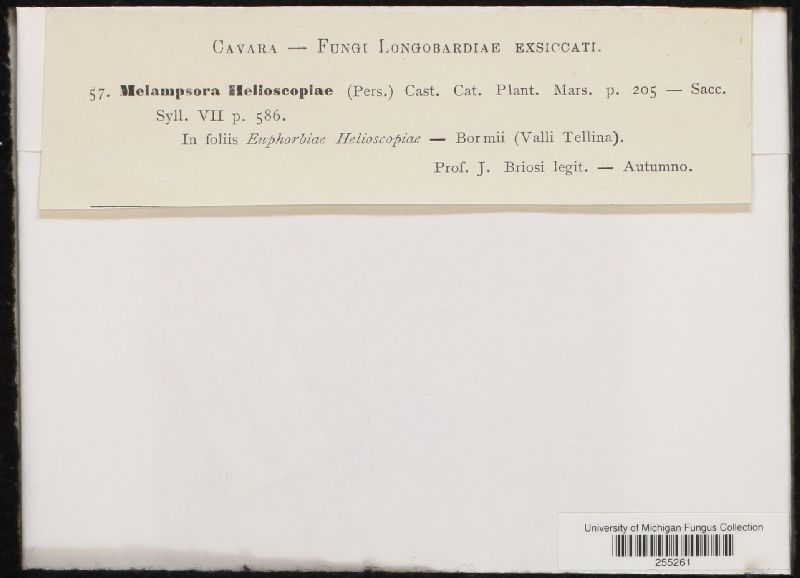 Cavara — Fungi Longobardiae exsiccati.
57. Melampsora Helioscopiae (Pers.) Cast. Cat. Plant. Mars. p. 205 — Sacc.
Syll. VII p. 586.
In foliis Euphorbiae Helioscopiae — Bormii (Valli Tellina).
Prof. J. Briosi legit. — Autumno.
University of Michigan Fungus Collection
255261